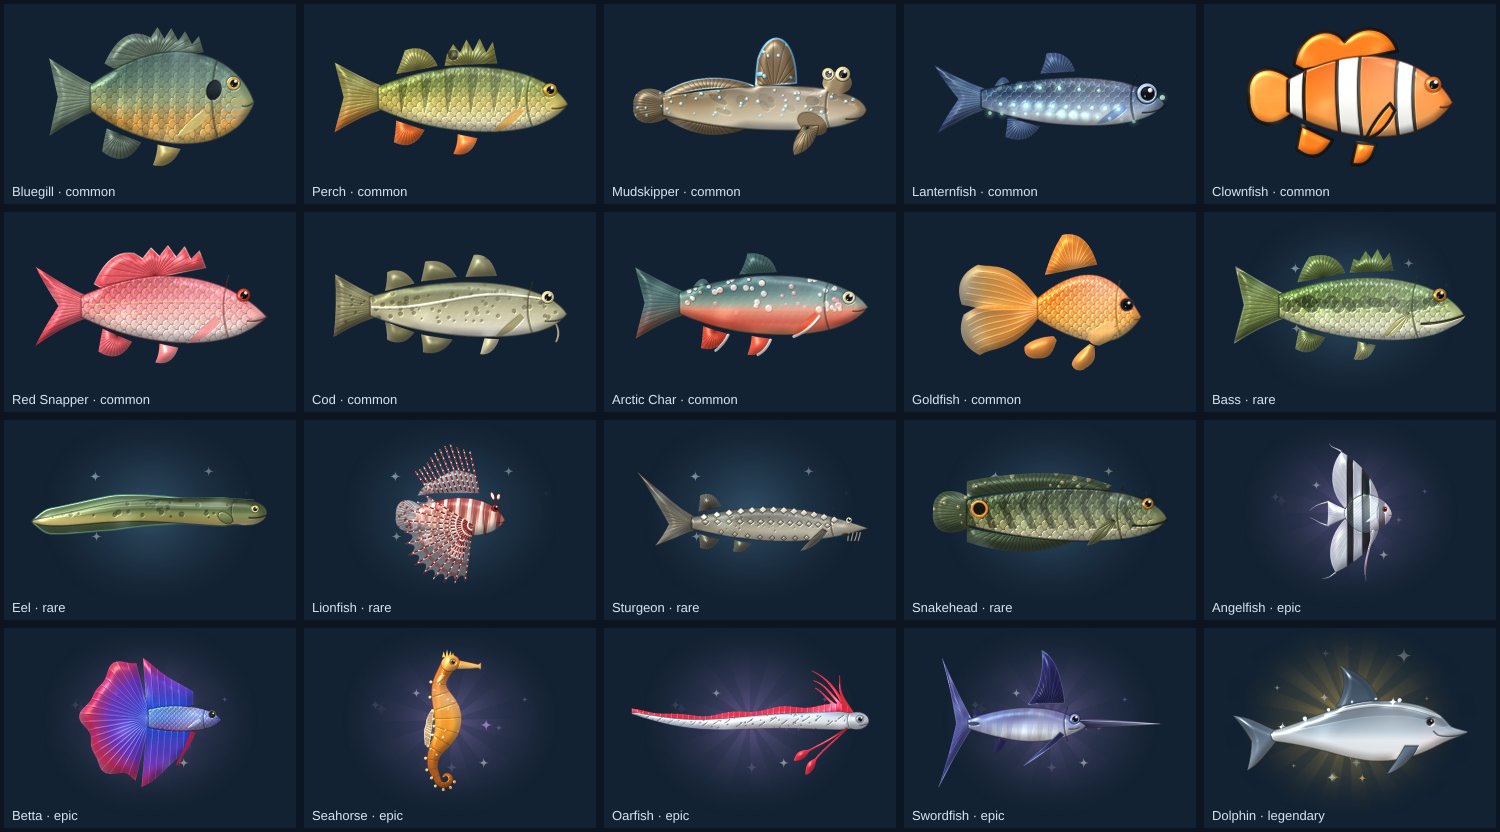 Bluegill · common
Perch · common
Mudskipper · common
Lanternfish · common
Clownfish · common
Red Snapper · common
Cod · common
Arctic Char · common
Goldfish · common
Bass · rare
Eel · rare
Lionfish · rare
Sturgeon · rare
Snakehead · rare
Angelfish · epic
Betta · epic
Seahorse · epic
Oarfish · epic
Swordfish · epic
Dolphin · legendary